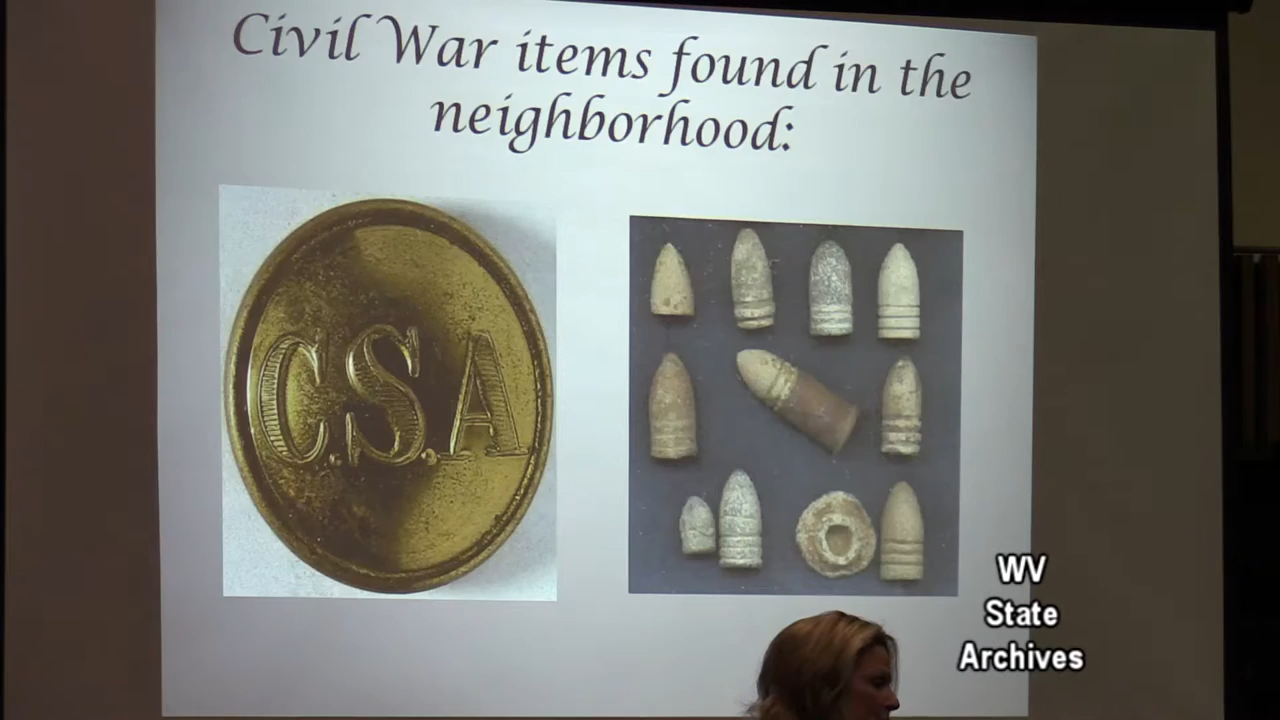 Civil War items found in the
neighborhood:
C.S.A
WV
State
Archives